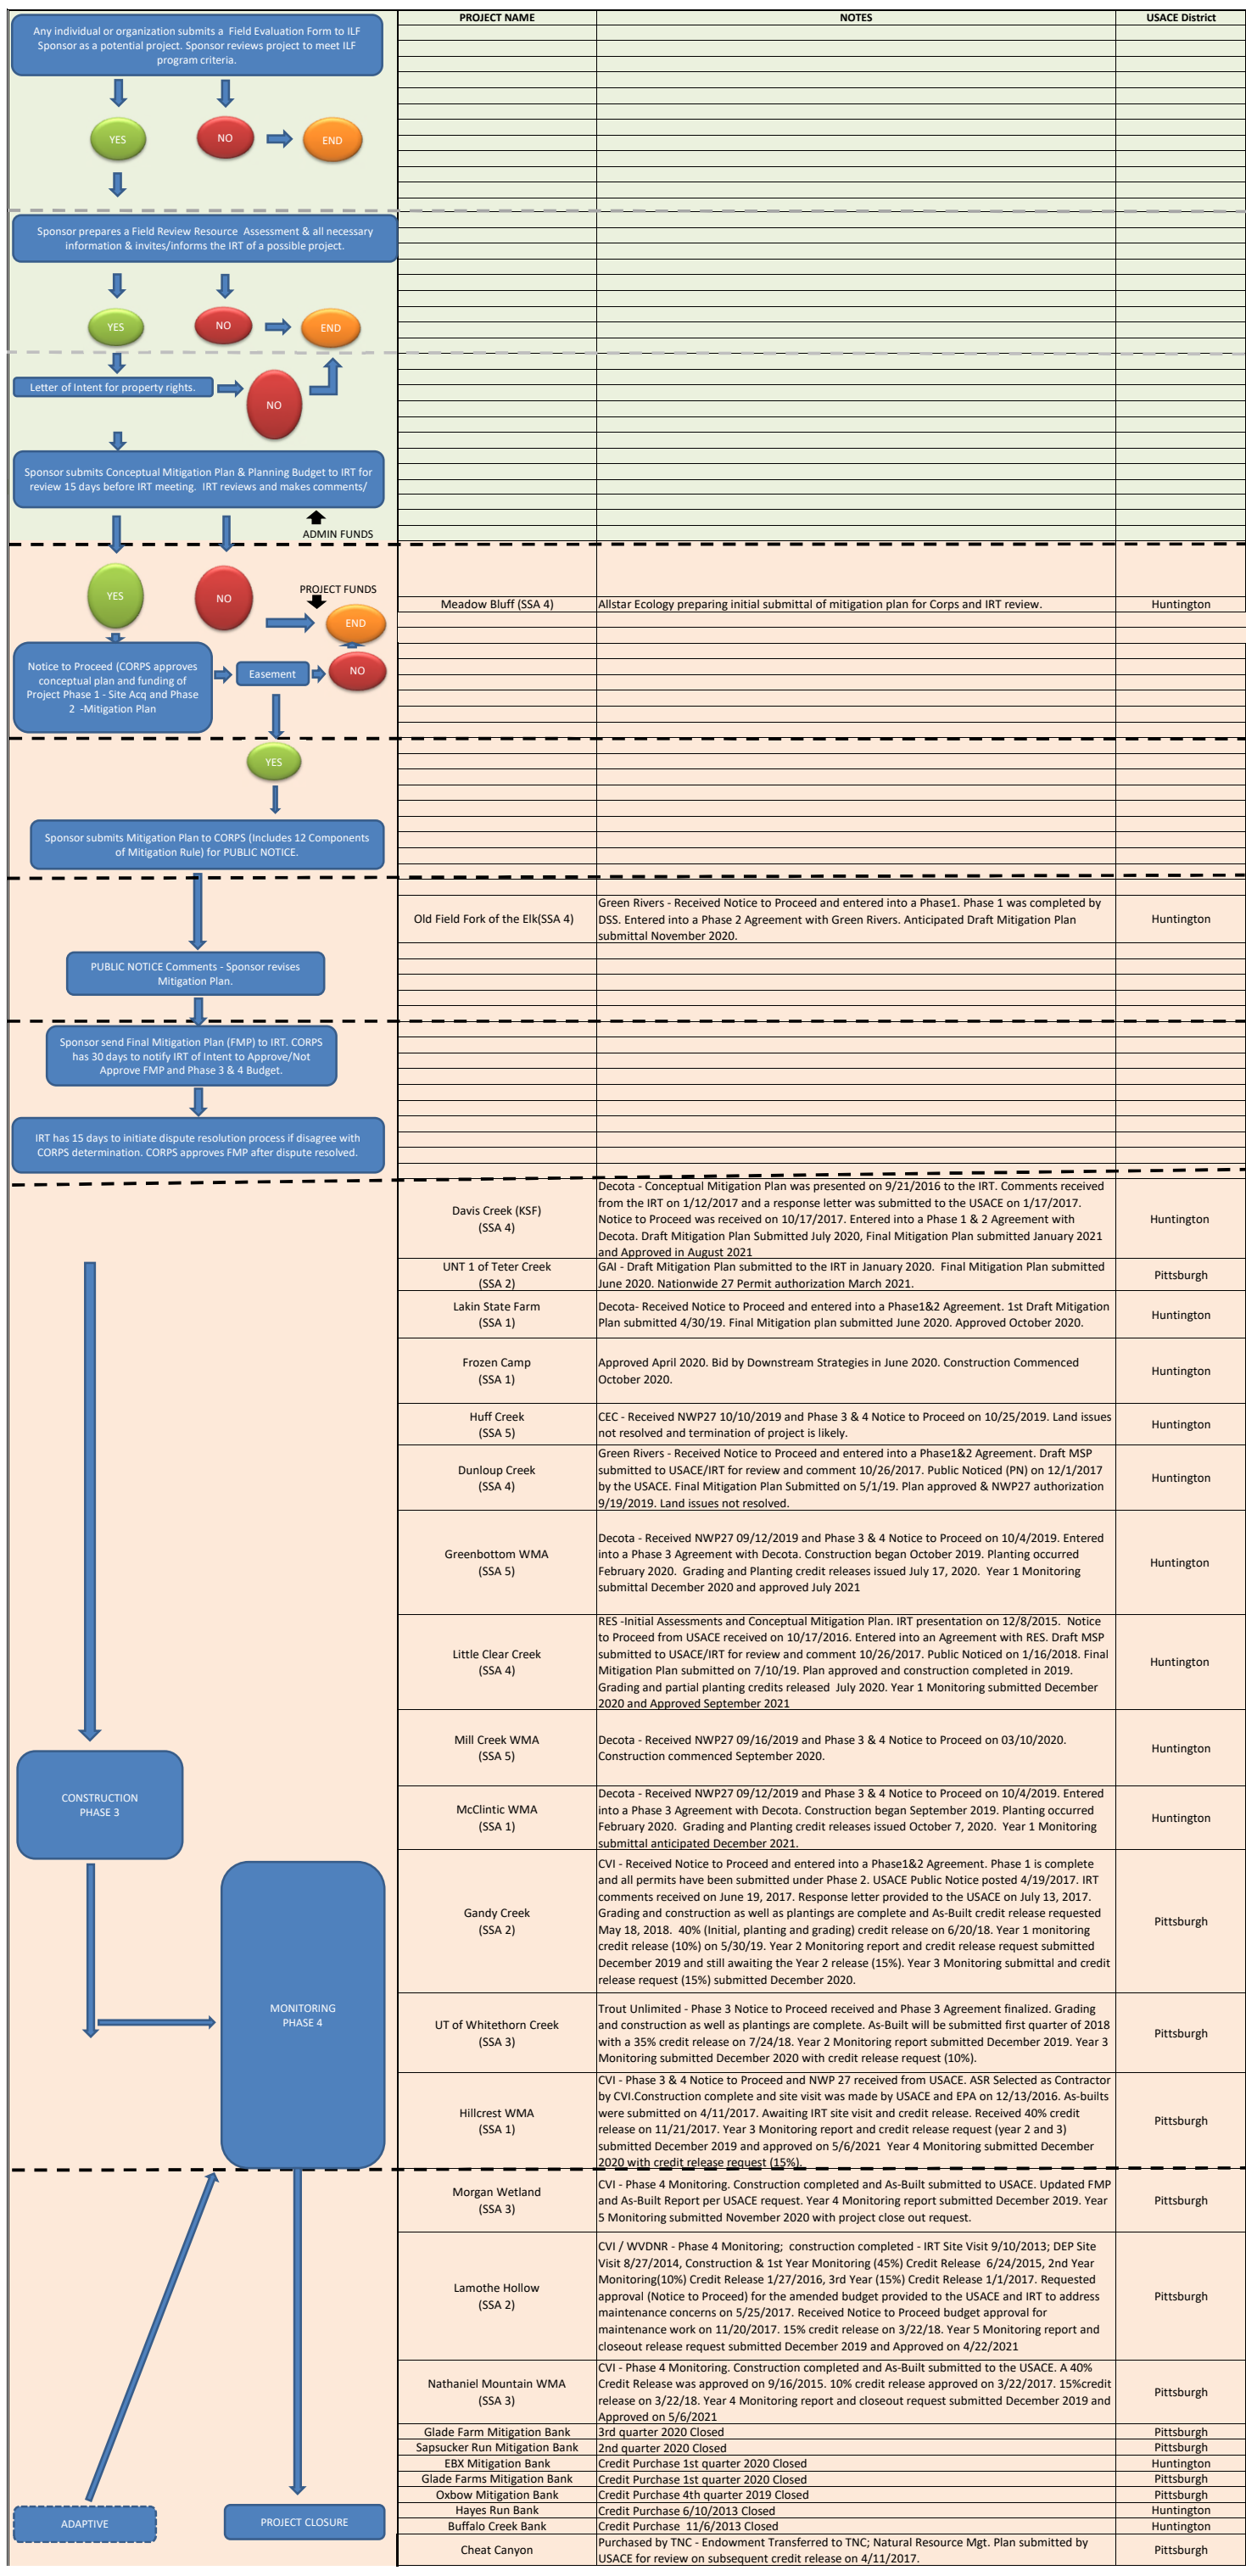 PROJECT NAME NOTES USACE District
Any individual or organization submits a Field Evaluation Form to ILF
Sponsor as a potential project. Sponsor reviews project to meet ILF
program criteria.
YES NO END
Sponsor prepares a Field Review Resource Assessment & all necessary
information & invites/informs the IRT of a possible project.
YES NO END
Letter of Intent for property rights.
NO
Sponsor submits Conceptual Mitigation Plan & Planning Budget to IRT for
review 15 days before IRT meeting. IRT reviews and makes comments/
ADMIN FUNDS
YES NO
PROJECT FUNDS
END
Notice to Proceed (CORPS approves
conceptual plan and funding of
Project Phase 1 - Site Acq and Phase
2 -Mitigation Plan
Easement
NO
YES
Sponsor submits Mitigation Plan to CORPS (Includes 12 Components
of Mitigation Rule) for PUBLIC NOTICE.
PUBLIC NOTICE Comments - Sponsor revises
Mitigation Plan.
Sponsor send Final Mitigation Plan (FMP) to IRT. CORPS
has 30 days to notify IRT of Intent to Approve/Not
Approve FMP and Phase 3 & 4 Budget.
IRT has 15 days to initiate dispute resolution process if disagree with
CORPS determination. CORPS approves FMP after dispute resolved.
CONSTRUCTION
PHASE 3
MONITORING
PHASE 4
ADAPTIVE
PROJECT CLOSURE
Meadow Bluff (SSA 4)
Allstar Ecology preparing initial submittal of mitigation plan for Corps and IRT review.
Huntington
Old Field Fork of the Elk(SSA 4)
Green Rivers - Received Notice to Proceed and entered into a Phase1. Phase 1 was completed by
DSS. Entered into a Phase 2 Agreement with Green Rivers. Anticipated Draft Mitigation Plan
submittal November 2020.
Huntington
Davis Creek (KSF)
(SSA 4)
Decota - Conceptual Mitigation Plan was presented on 9/21/2016 to the IRT. Comments received
from the IRT on 1/12/2017 and a response letter was submitted to the USACE on 1/17/2017.
Notice to Proceed was received on 10/17/2017. Entered into a Phase 1 & 2 Agreement with
Decota. Draft Mitigation Plan Submitted July 2020, Final Mitigation Plan submitted January 2021
and Approved in August 2021
Huntington
UNT 1 of Teter Creek
(SSA 2)
GAI - Draft Mitigation Plan submitted to the IRT in January 2020. Final Mitigation Plan submitted
June 2020. Nationwide 27 Permit authorization March 2021.
Pittsburgh
Lakin State Farm
(SSA 1)
Decota- Received Notice to Proceed and entered into a Phase1&2 Agreement. 1st Draft Mitigation
Plan submitted 4/30/19. Final Mitigation plan submitted June 2020. Approved October 2020.
Huntington
Frozen Camp
(SSA 1)
Approved April 2020. Bid by Downstream Strategies in June 2020. Construction Commenced
October 2020.
Huntington
Huff Creek
(SSA 5)
CEC - Received NWP27 10/10/2019 and Phase 3 & 4 Notice to Proceed on 10/25/2019. Land issues
not resolved and termination of project is likely.
Huntington
Dunloup Creek
(SSA 4)
Green Rivers - Received Notice to Proceed and entered into a Phase1&2 Agreement. Draft MSP
submitted to USACE/IRT for review and comment 10/26/2017. Public Noticed (PN) on 12/1/2017
by the USACE. Final Mitigation Plan Submitted on 5/1/19. Plan approved & NWP27 authorization
9/19/2019. Land issues not resolved.
Huntington
Greenbottom WMA
(SSA 5)
Decota - Received NWP27 09/12/2019 and Phase 3 & 4 Notice to Proceed on 10/4/2019. Entered
into a Phase 3 Agreement with Decota. Construction began October 2019. Planting occurred
February 2020. Grading and Planting credit releases issued July 17, 2020. Year 1 Monitoring
submittal December 2020 and approved July 2021
Huntington
Little Clear Creek
(SSA 4)
RES -Initial Assessments and Conceptual Mitigation Plan. IRT presentation on 12/8/2015. Notice
to Proceed from USACE received on 10/17/2016. Entered into an Agreement with RES. Draft MSP
submitted to USACE/IRT for review and comment 10/26/2017. Public Noticed on 1/16/2018. Final
Mitigation Plan submitted on 7/10/19. Plan approved and construction completed in 2019.
Grading and partial planting credits released July 2020. Year 1 Monitoring submitted December
2020 and Approved September 2021
Huntington
Mill Creek WMA
(SSA 5)
Decota - Received NWP27 09/16/2019 and Phase 3 & 4 Notice to Proceed on 03/10/2020.
Construction commenced September 2020.
Huntington
McClintic WMA
(SSA 1)
Decota - Received NWP27 09/12/2019 and Phase 3 & 4 Notice to Proceed on 10/4/2019. Entered
into a Phase 3 Agreement with Decota. Construction began September 2019. Planting occurred
February 2020. Grading and Planting credit releases issued October 7, 2020. Year 1 Monitoring
submittal anticipated December 2021.
Huntington
Gandy Creek
(SSA 2)
CVI - Received Notice to Proceed and entered into a Phase1&2 Agreement. Phase 1 is complete
and all permits have been submitted under Phase 2. USACE Public Notice posted 4/19/2017. IRT
comments received on June 19, 2017. Response letter provided to the USACE on July 13, 2017.
Grading and construction as well as plantings are complete and As-Built credit release requested
May 18, 2018. 40% (Initial, planting and grading) credit release on 6/20/18. Year 1 monitoring
credit release (10%) on 5/30/19. Year 2 Monitoring report and credit release request submitted
December 2019 and still awaiting the Year 2 release (15%). Year 3 Monitoring submittal and credit
release request (15%) submitted December 2020.
Pittsburgh
UT of Whitethorn Creek
(SSA 3)
Trout Unlimited - Phase 3 Notice to Proceed received and Phase 3 Agreement finalized. Grading
and construction as well as plantings are complete. As-Built will be submitted first quarter of 2018
with a 35% credit release on 7/24/18. Year 2 Monitoring report submitted December 2019. Year 3
Monitoring submitted December 2020 with credit release request (10%).
Pittsburgh
Hillcrest WMA
(SSA 1)
CVI - Phase 3 & 4 Notice to Proceed and NWP 27 received from USACE. ASR Selected as Contractor
by CVI.Construction complete and site visit was made by USACE and EPA on 12/13/2016. As-builts
were submitted on 4/11/2017. Awaiting IRT site visit and credit release. Received 40% credit
release on 11/21/2017. Year 3 Monitoring report and credit release request (year 2 and 3)
submitted December 2019 and approved on 5/6/2021 Year 4 Monitoring submitted December
2020 with credit release request (15%).
Pittsburgh
Morgan Wetland
(SSA 3)
CVI - Phase 4 Monitoring. Construction completed and As-Built submitted to USACE. Updated FMP
and As-Built Report per USACE request. Year 4 Monitoring report submitted December 2019. Year
5 Monitoring submitted November 2020 with project close out request.
Pittsburgh
Lamothe Hollow
(SSA 2)
CVI / WVDNR - Phase 4 Monitoring; construction completed - IRT Site Visit 9/10/2013; DEP Site
Visit 8/27/2014, Construction & 1st Year Monitoring (45%) Credit Release 6/24/2015, 2nd Year
Monitoring(10%) Credit Release 1/27/2016, 3rd Year (15%) Credit Release 1/1/2017. Requested
approval (Notice to Proceed) for the amended budget provided to the USACE and IRT to address
maintenance concerns on 5/25/2017. Received Notice to Proceed budget approval for
maintenance work on 11/20/2017. 15% credit release on 3/22/18. Year 5 Monitoring report and
closeout release request submitted December 2019 and Approved on 4/22/2021
Pittsburgh
Nathaniel Mountain WMA
(SSA 3)
CVI - Phase 4 Monitoring. Construction completed and As-Built submitted to the USACE. A 40%
Credit Release was approved on 9/16/2015. 10% credit release approved on 3/22/2017. 15%credit
release on 3/22/18. Year 4 Monitoring report and closeout request submitted December 2019 and
Approved on 5/6/2021
Pittsburgh
Glade Farm Mitigation Bank 3rd quarter 2020 Closed Pittsburgh
Sapsucker Run Mitigation Bank 2nd quarter 2020 Closed Pittsburgh
EBX Mitigation Bank Credit Purchase 1st quarter 2020 Closed Huntington
Glade Farms Mitigation Bank Credit Purchase 1st quarter 2020 Closed Pittsburgh
Oxbow Mitigation Bank Credit Purchase 4th quarter 2019 Closed Pittsburgh
Hayes Run Bank Credit Purchase 6/10/2013 Closed Huntington
Buffalo Creek Bank Credit Purchase 11/6/2013 Closed Huntington
Cheat Canyon
Purchased by TNC - Endowment Transferred to TNC; Natural Resource Mgt. Plan submitted by
USACE for review on subsequent credit release on 4/11/2017.
Pittsburgh